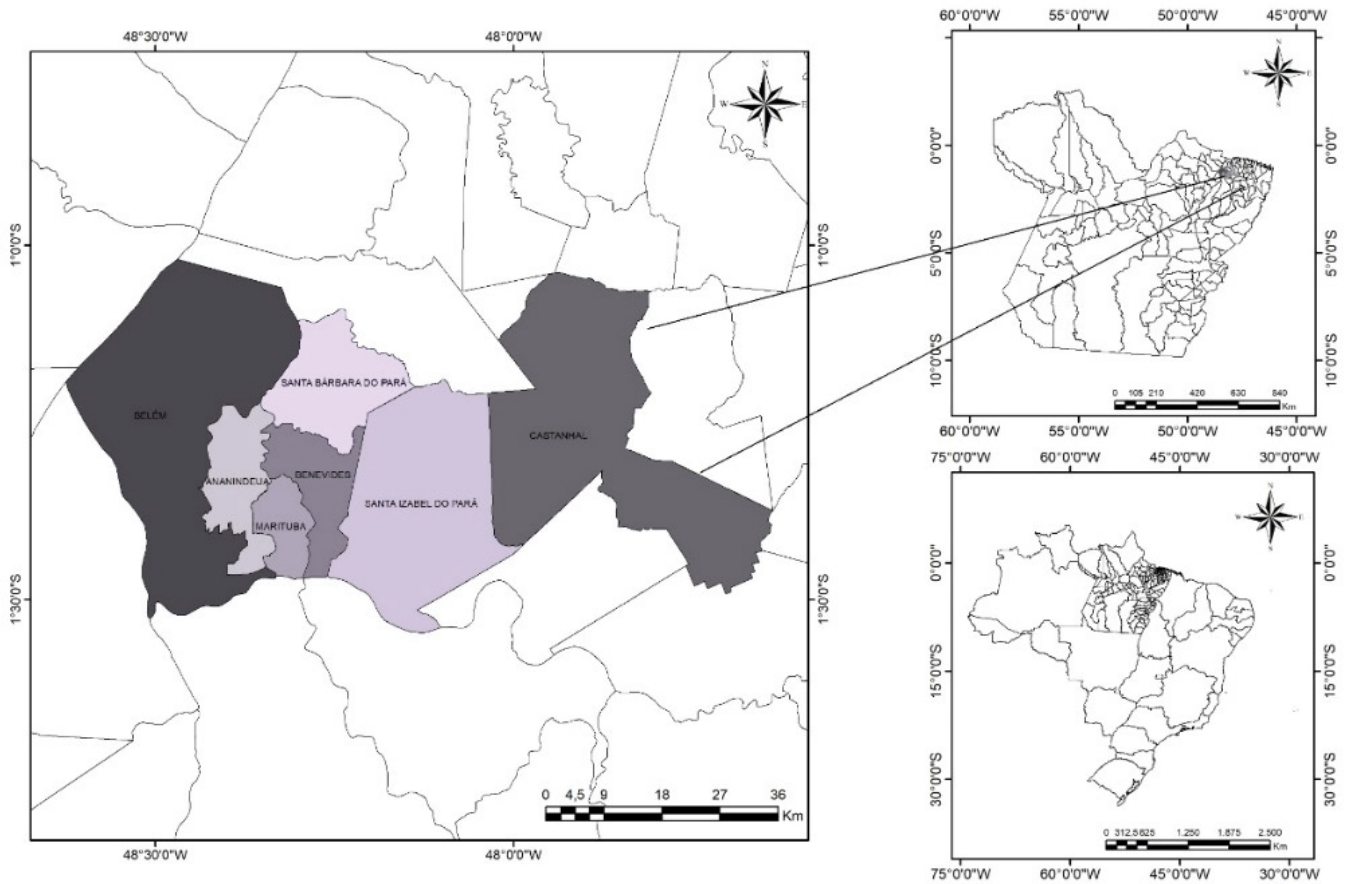 48°30'0"W 48°0'0"W
N
W E
S
1°0'0"S 1°0'0"S
SANTA BÁRBARA DO PARÁ
BELÉM
CASTANHAL
BENEVIDES
ANANINDEUA
SANTA IZABEL DO PARÁ
MARITUBA
1°30'0"S 1°30'0"S
0 4,5 9 18 27 36
Km
48°30'0"W 48°0'0"W
60°0'0"W 55°0'0"W 50°0'0"W 45°0'0"W
N
W E
S
0°0'0" 0°0'0"
5°0'0"S 5°0'0"S
10°0'0"S 10°0'0"S
0 105 210 420 630 840
Km
60°0'0"W 55°0'0"W 50°0'0"W 45°0'0"W
75°0'0"W 60°0'0"W 45°0'0"W 30°0'0"W
N
W E
S
0°0'0" 0°0'0"
15°0'0"S 15°0'0"S
30°0'0"S 30°0'0"S
0 312.5625 1.250 1.875 2.500
Km
75°0'0"W 60°0'0"W 45°0'0"W 30°0'0"W